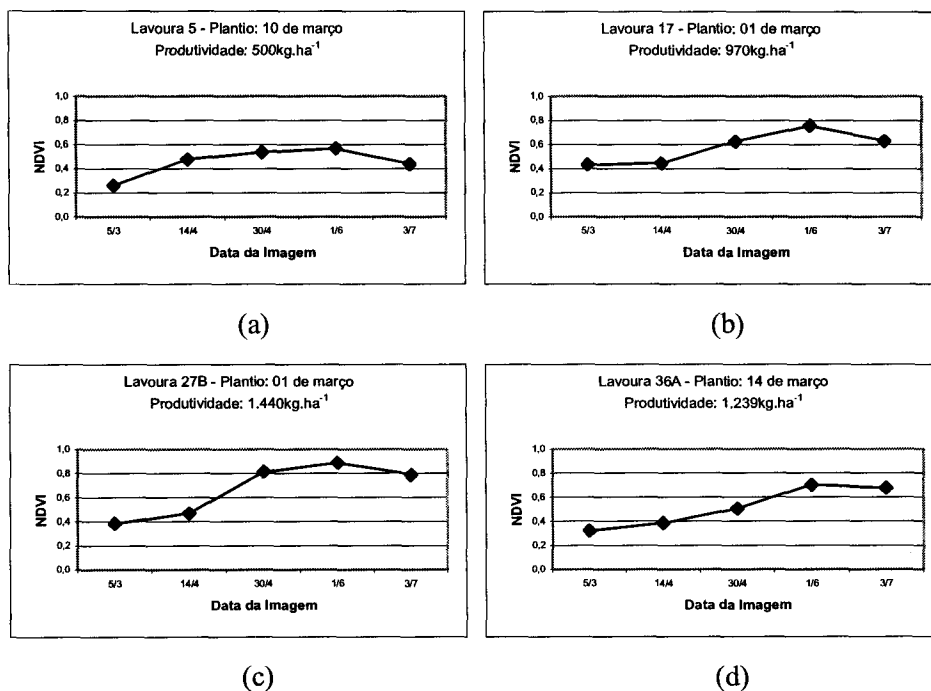 Lavoura 5 - Plantio: 10 de março
Produtividade: 500kg.ha⁻¹
NDVI
1,0
0,8
0,6
0,4
0,2
0,0
5/3 14/4 30/4 1/6 3/7
Data da Imagem
(a)
Lavoura 17 - Plantio: 01 de março
Produtividade: 970kg.ha⁻¹
NDVI
1,0
0,8
0,6
0,4
0,2
0,0
5/3 14/4 30/4 1/6 3/7
Data da Imagem
(b)
Lavoura 27B - Plantio: 01 de março
Produtividade: 1.440kg.ha⁻¹
NDVI
1,0
0,8
0,6
0,4
0,2
0,0
5/3 14/4 30/4 1/6 3/7
Data da Imagem
(c)
Lavoura 36A - Plantio: 14 de março
Produtividade: 1,239kg.ha⁻¹
NDVI
1,0
0,8
0,6
0,4
0,2
0,0
5/3 14/4 30/4 1/6 3/7
Data da Imagem
(d)